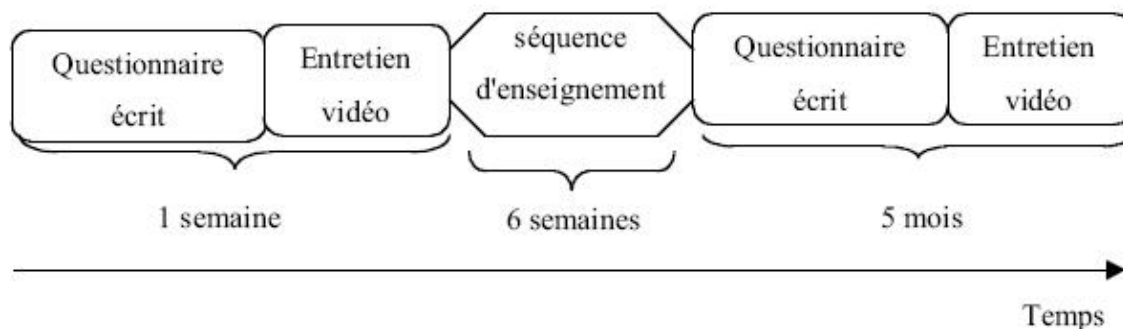 Questionnaire
écrit
Entretien
vidéo
séquence
d'enseignement
Questionnaire
écrit
Entretien
vidéo
1 semaine
6 semaines
5 mois
Temps